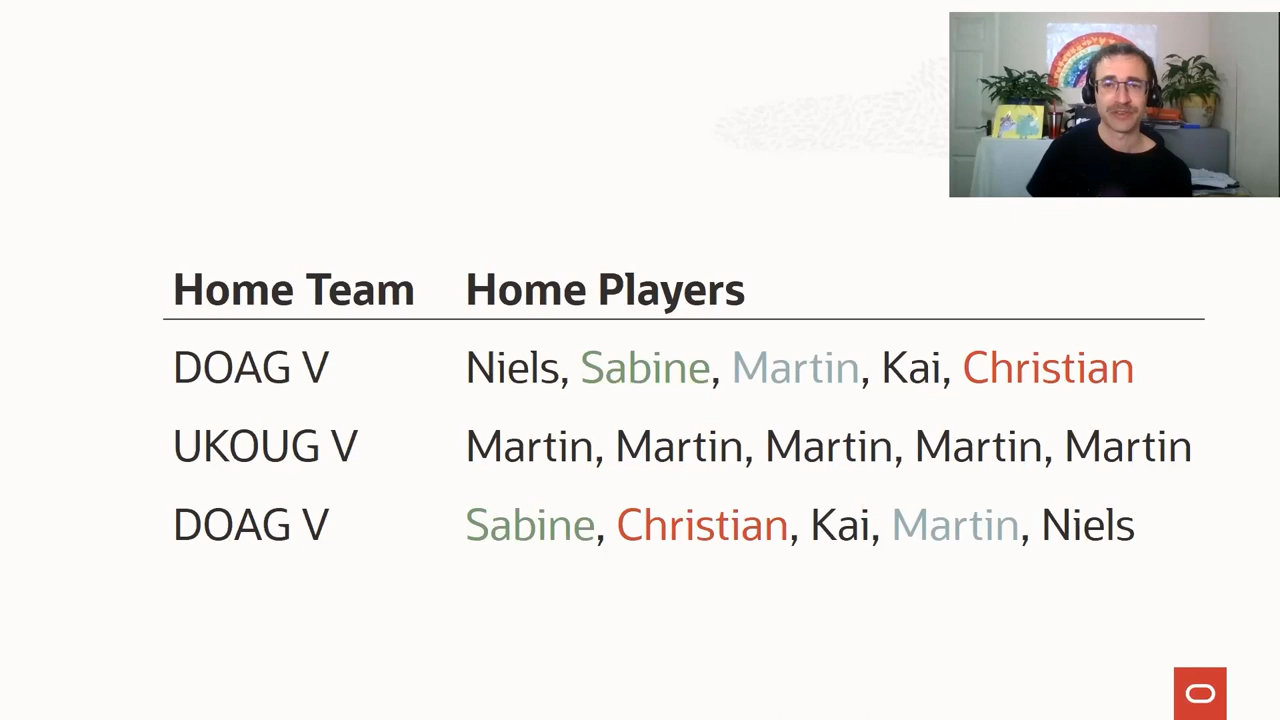 Home Team Home Players
DOAG V Niels, Sabine, Martin, Kai, Christian
UKOUG V Martin, Martin, Martin, Martin, Martin
DOAG V Sabine, Christian, Kai, Martin, Niels